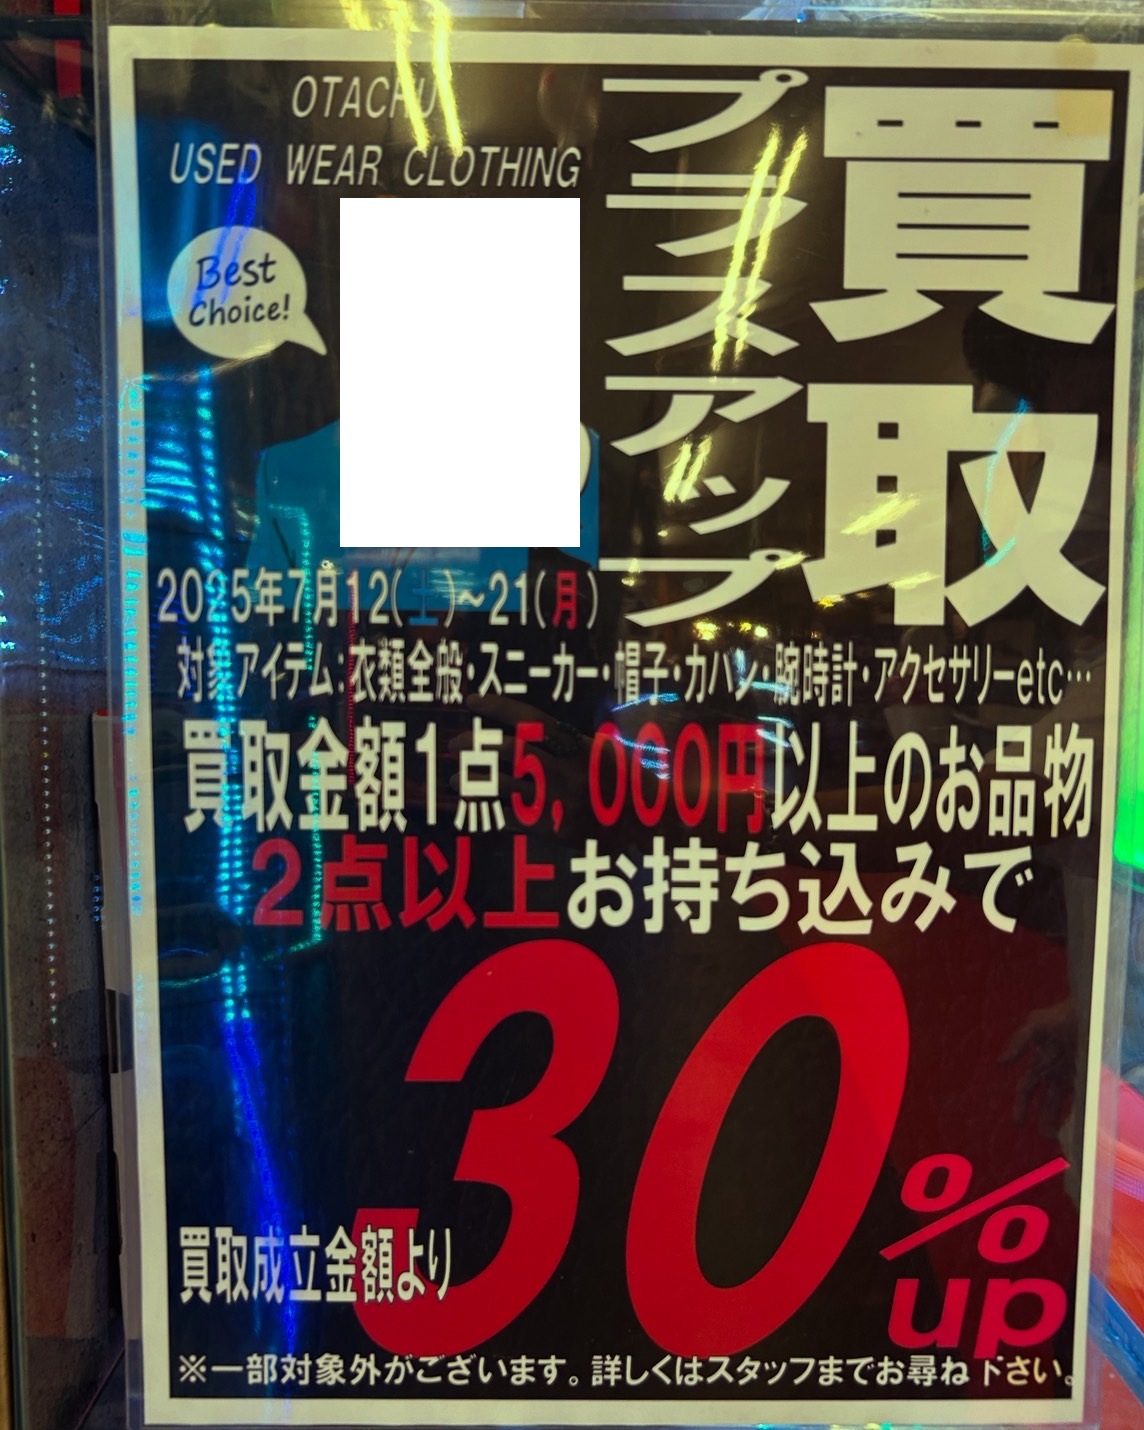 OTACHU
USED WEAR CLOTHING
Best
Choice!
買取
プラスアップ
2025年7月12(土)~21(月)
対象アイテム:衣類全般・スニーカー・帽子・カバン・腕時計・アクセサリーetc…
買取金額1点5,000円以上のお品物
2点以上お持ち込みで
30%up
買取成立金額より
※一部対象外がございます。詳しくはスタッフまでお尋ね下さい。